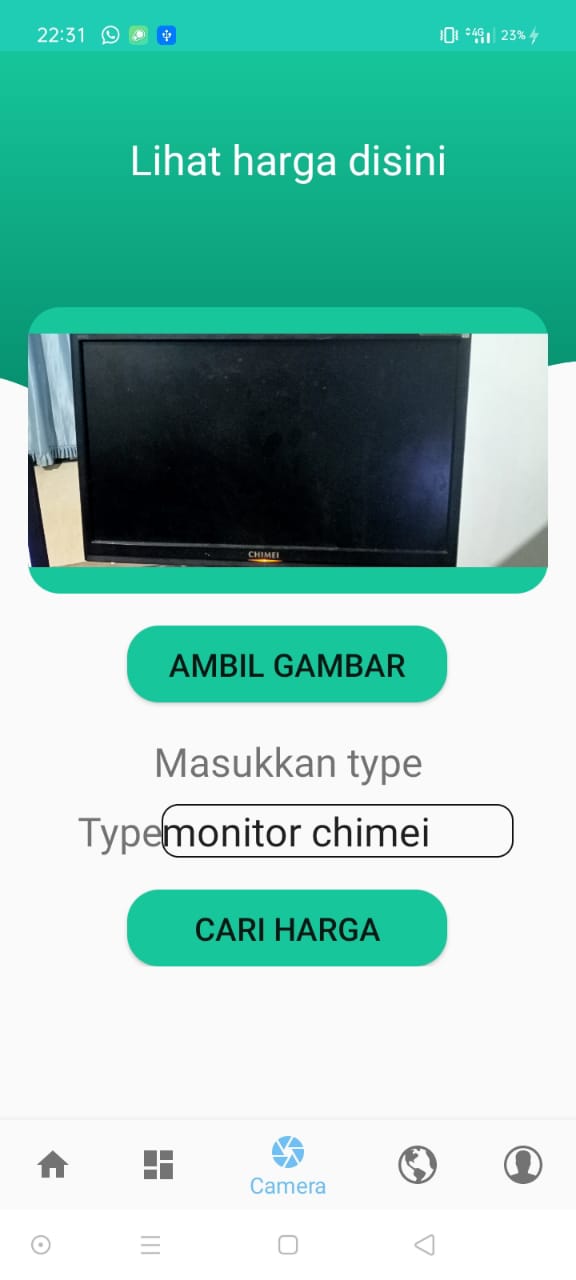 22:31 4G 23%
Lihat harga disini
CHIMEI
AMBIL GAMBAR
Masukkan type
Type monitor chimei
CARI HARGA
Camera